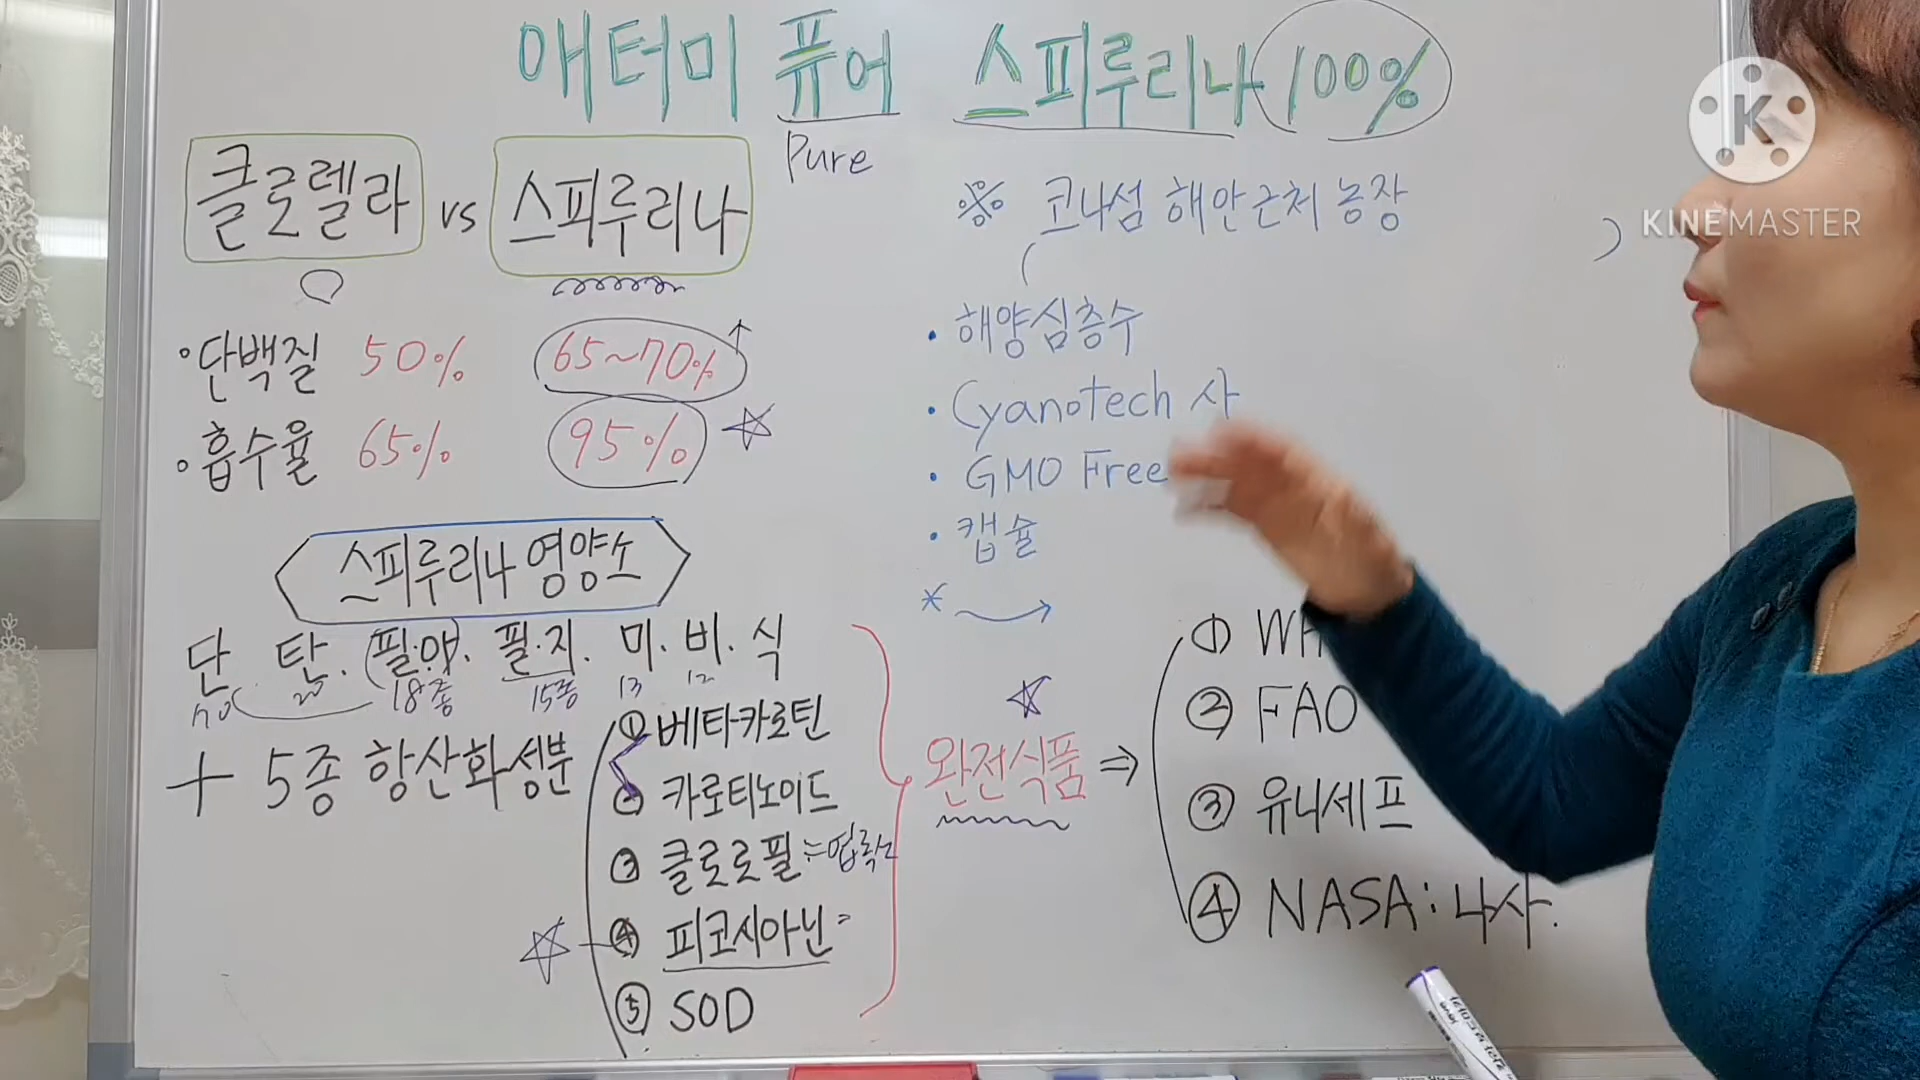 애터미 퓨어 스피루리나 100%
Pure
클로렐라 vs 스피루리나
• 단백질 50% 65~70%
• 흡수율 65% 95%
스피루리나 영양소
단 탄. 필.아. 필.지. 미. 비. 식
70 20 18종 15종 13 12
+ 5종 항산화성분
① 베타카로틴
② 카로티노이드
③ 클로로필 ≒ 엽록소
④ 피코시아닌
⑤ SOD
※ 코나섬 해안근처 농장
• 해양심층수
• Cyanotech 사
• GMO Free
• 캡슐
완전식품 ⇒
①
② FAO
③ 유니세프
④ NASA: 나사.
K
KINEMASTER